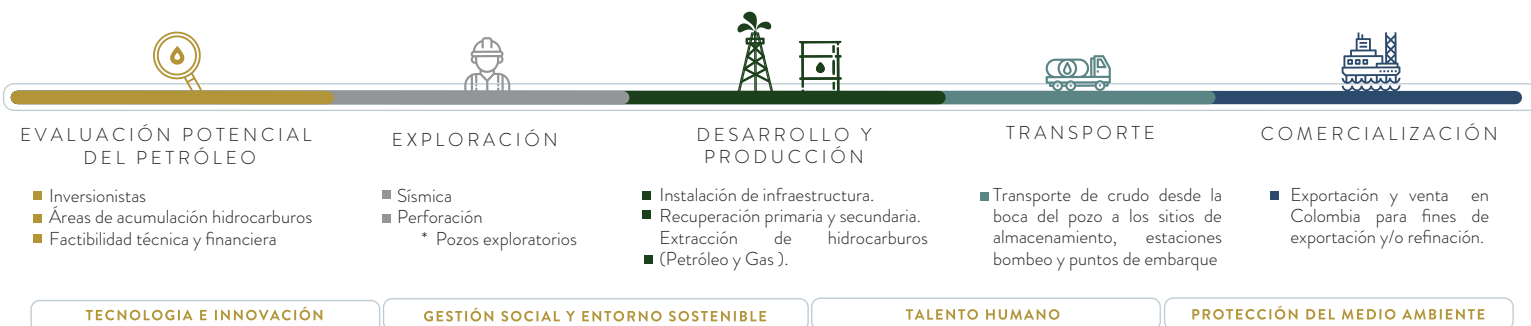 EVALUACIÓN POTENCIAL
DEL PETRÓLEO
Inversionistas
Áreas de acumulación hidrocarburos
Factibilidad técnica y financiera
EXPLORACIÓN
Sísmica
Perforación
* Pozos exploratorios
DESARROLLO Y
PRODUCCIÓN
Instalación de infraestructura.
Recuperación primaria y secundaria.
Extracción de hidrocarburos
(Petróleo y Gas ).
TRANSPORTE
Transporte de crudo desde la
boca del pozo a los sitios de
almacenamiento, estaciones
bombeo y puntos de embarque
COMERCIALIZACIÓN
Exportación y venta en
Colombia para fines de
exportación y/o refinación.
TECNOLOGIA E INNOVACIÓN
GESTIÓN SOCIAL Y ENTORNO SOSTENIBLE
TALENTO HUMANO
PROTECCIÓN DEL MEDIO AMBIENTE